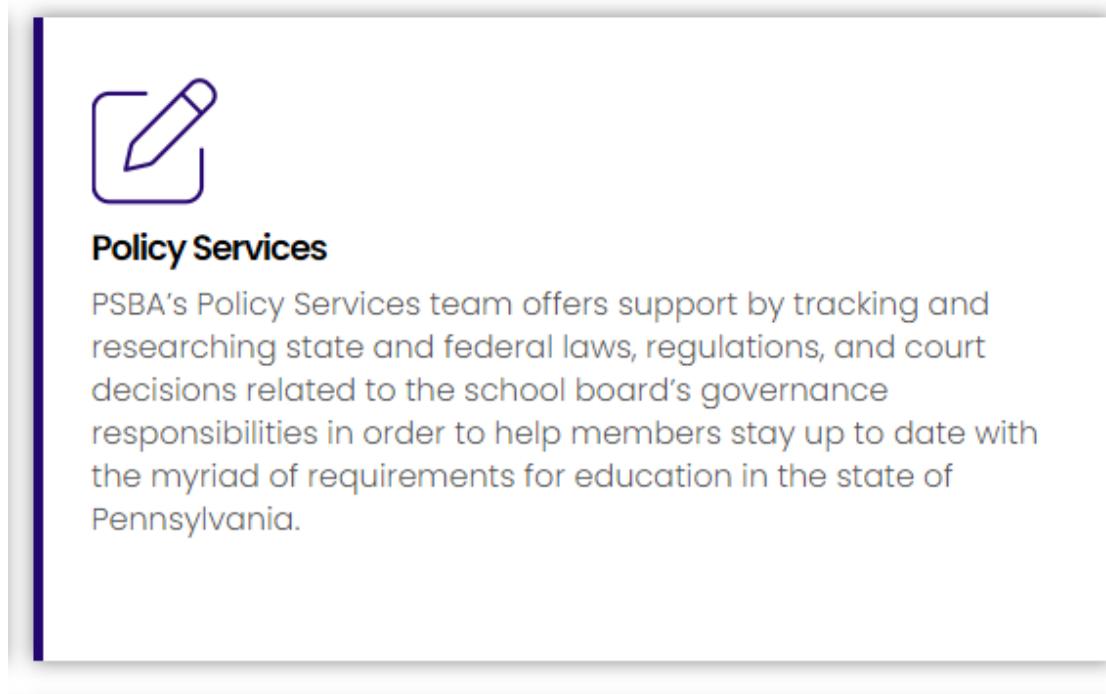 Policy Services
PSBA’s Policy Services team offers support by tracking and
researching state and federal laws, regulations, and court
decisions related to the school board’s governance
responsibilities in order to help members stay up to date with
the myriad of requirements for education in the state of
Pennsylvania.